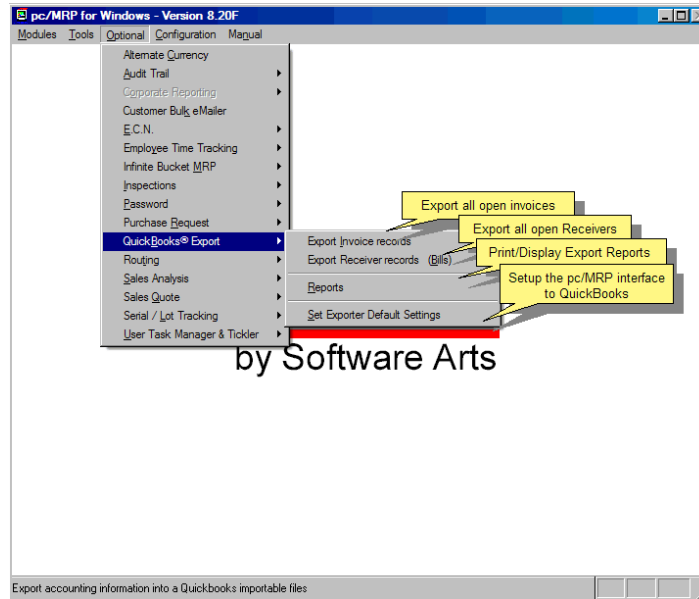 pc/MRP for Windows - Version 8.20F
Modules Tools Optional Configuration Manual
Alternate Currency
Audit Trail
Corporate Reporting
Customer Bulk eMailer
E.C.N.
Employee Time Tracking
Infinite Bucket MRP
Inspections
Password
Purchase Request
QuickBooks® Export
Routing
Sales Analysis
Sales Quote
Serial / Lot Tracking
User Task Manager & Tickler
Export Invoice records
Export Receiver records (Bills)
Reports
Set Exporter Default Settings
Export all open invoices
Export all open Receivers
Print/Display Export Reports
Setup the pc/MRP interface
to QuickBooks
by Software Arts
Export accounting information into a Quickbooks importable files